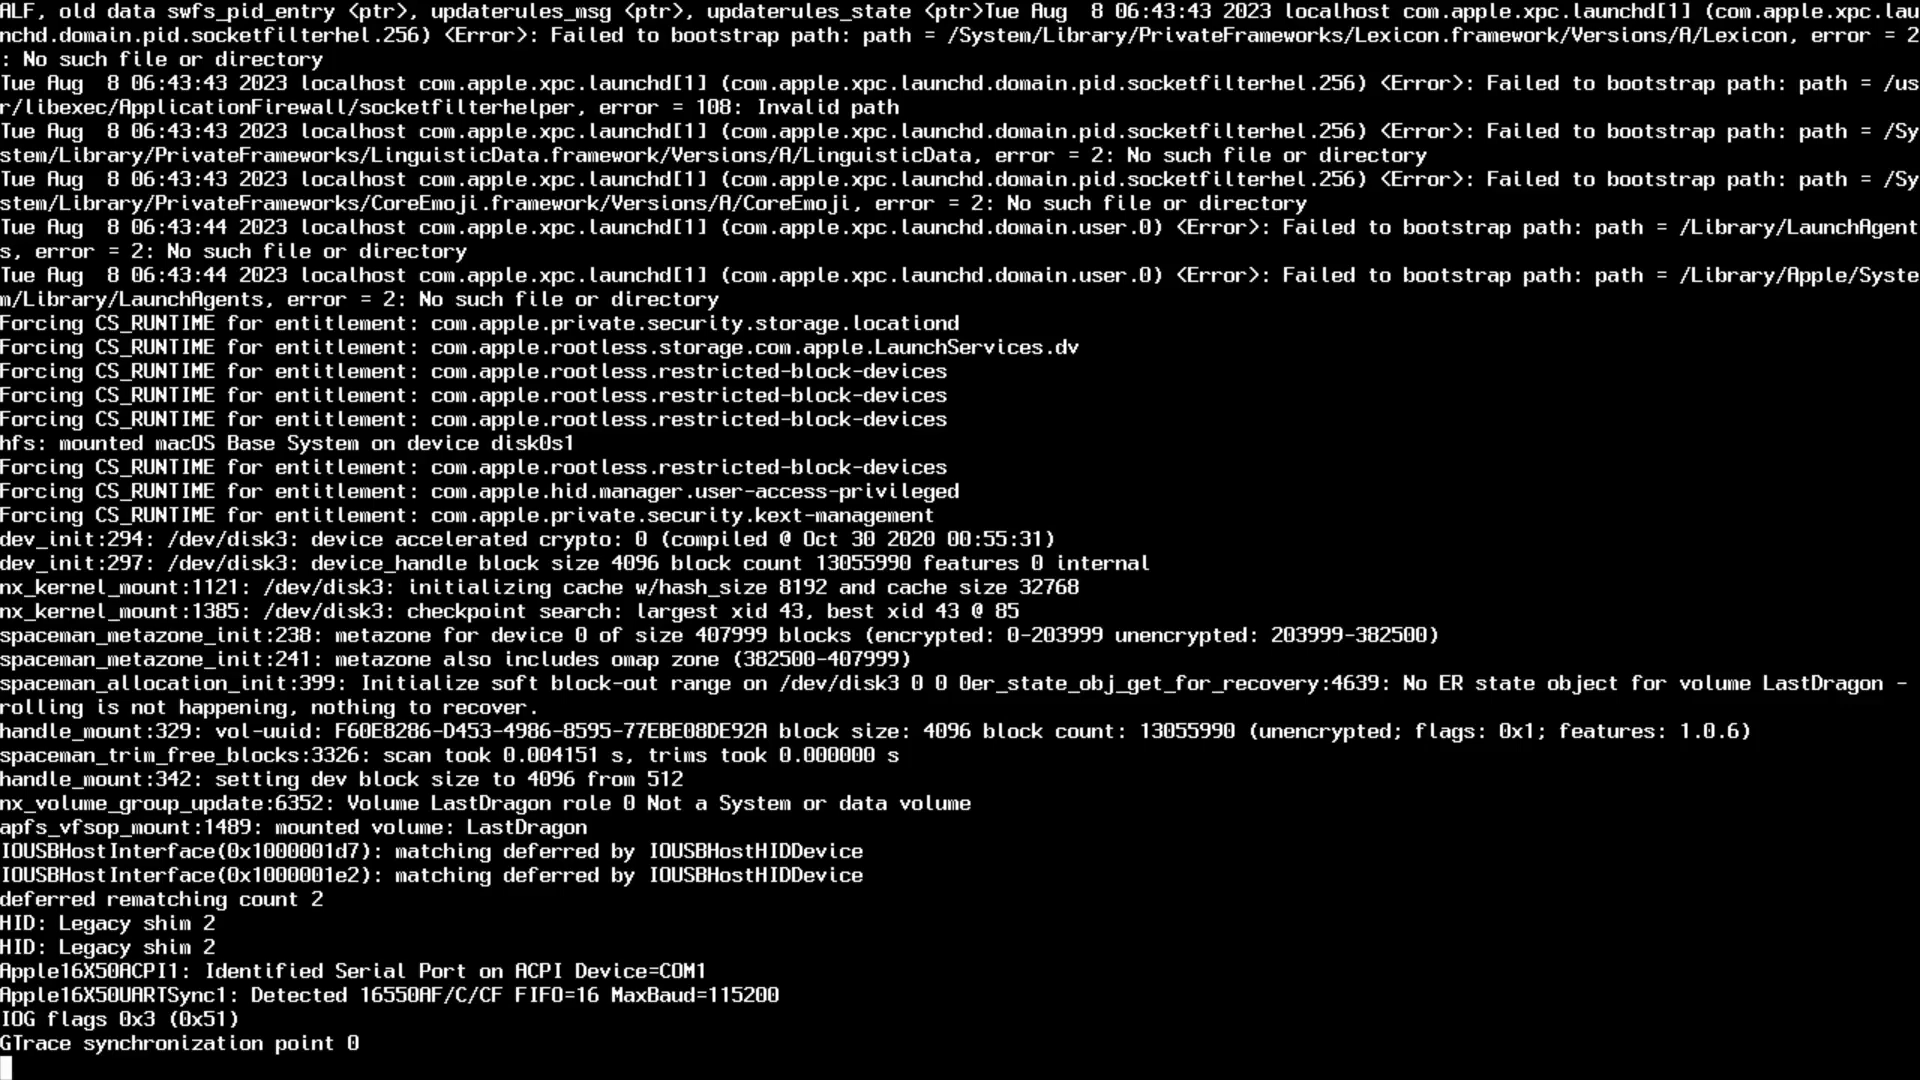 ALF, old data swfs_pid_entry <ptr>, updaterules_msg <ptr>, updaterules_state <ptr>Tue Aug  8 06:43:43 2023 localhost com.apple.xpc.launchd[1] (com.apple.xpc.lau
nchd.domain.pid.socketfilterhel.256) <Error>: Failed to bootstrap path: path = /System/Library/PrivateFrameworks/Lexicon.framework/Versions/A/Lexicon, error = 2
: No such file or directory
Tue Aug  8 06:43:43 2023 localhost com.apple.xpc.launchd[1] (com.apple.xpc.launchd.domain.pid.socketfilterhel.256) <Error>: Failed to bootstrap path: path = /us
r/libexec/ApplicationFirewall/socketfilterhelper, error = 108: Invalid path
Tue Aug  8 06:43:43 2023 localhost com.apple.xpc.launchd[1] (com.apple.xpc.launchd.domain.pid.socketfilterhel.256) <Error>: Failed to bootstrap path: path = /Sy
stem/Library/PrivateFrameworks/LinguisticData.framework/Versions/A/LinguisticData, error = 2: No such file or directory
Tue Aug  8 06:43:43 2023 localhost com.apple.xpc.launchd[1] (com.apple.xpc.launchd.domain.pid.socketfilterhel.256) <Error>: Failed to bootstrap path: path = /Sy
stem/Library/PrivateFrameworks/CoreEmoji.framework/Versions/A/CoreEmoji, error = 2: No such file or directory
Tue Aug  8 06:43:44 2023 localhost com.apple.xpc.launchd[1] (com.apple.xpc.launchd.domain.user.0) <Error>: Failed to bootstrap path: path = /Library/LaunchAgent
s, error = 2: No such file or directory
Tue Aug  8 06:43:44 2023 localhost com.apple.xpc.launchd[1] (com.apple.xpc.launchd.domain.user.0) <Error>: Failed to bootstrap path: path = /Library/Apple/Syste
m/Library/LaunchAgents, error = 2: No such file or directory
Forcing CS_RUNTIME for entitlement: com.apple.private.security.storage.locationd
Forcing CS_RUNTIME for entitlement: com.apple.rootless.storage.com.apple.LaunchServices.dv
Forcing CS_RUNTIME for entitlement: com.apple.rootless.restricted-block-devices
Forcing CS_RUNTIME for entitlement: com.apple.rootless.restricted-block-devices
Forcing CS_RUNTIME for entitlement: com.apple.rootless.restricted-block-devices
hfs: mounted macOS Base System on device disk0s1
Forcing CS_RUNTIME for entitlement: com.apple.rootless.restricted-block-devices
Forcing CS_RUNTIME for entitlement: com.apple.hid.manager.user-access-privileged
Forcing CS_RUNTIME for entitlement: com.apple.private.security.kext-management
dev_init:294: /dev/disk3: device accelerated crypto: 0 (compiled @ Oct 30 2020 00:55:31)
dev_init:297: /dev/disk3: device_handle block size 4096 block count 13055990 features 0 internal
nx_kernel_mount:1121: /dev/disk3: initializing cache w/hash_size 8192 and cache size 32768
nx_kernel_mount:1385: /dev/disk3: checkpoint search: largest xid 43, best xid 43 @ 85
spaceman_metazone_init:238: metazone for device 0 of size 407999 blocks (encrypted: 0-203999 unencrypted: 203999-382500)
spaceman_metazone_init:241: metazone also includes omap zone (382500-407999)
spaceman_allocation_init:399: Initialize soft block-out range on /dev/disk3 0 0 0er_state_obj_get_for_recovery:4639: No ER state object for volume LastDragon -
rolling is not happening, nothing to recover.
handle_mount:329: vol-uuid: F60E8286-D453-4986-8595-77EBE08DE92A block size: 4096 block count: 13055990 (unencrypted; flags: 0x1; features: 1.0.6)
spaceman_trim_free_blocks:3326: scan took 0.004151 s, trims took 0.000000 s
handle_mount:342: setting dev block size to 4096 from 512
nx_volume_group_update:6352: Volume LastDragon role 0 Not a System or data volume
apfs_vfsop_mount:1489: mounted volume: LastDragon
IOUSBHostInterface(0x1000001d7): matching deferred by IOUSBHostHIDDevice
IOUSBHostInterface(0x1000001e2): matching deferred by IOUSBHostHIDDevice
deferred rematching count 2
HID: Legacy shim 2
HID: Legacy shim 2
Apple16X50ACPI1: Identified Serial Port on ACPI Device=COM1
Apple16X50UARTSync1: Detected 16550AF/C/CF FIFO=16 MaxBaud=115200
IOG flags 0x3 (0x51)
GTrace synchronization point 0